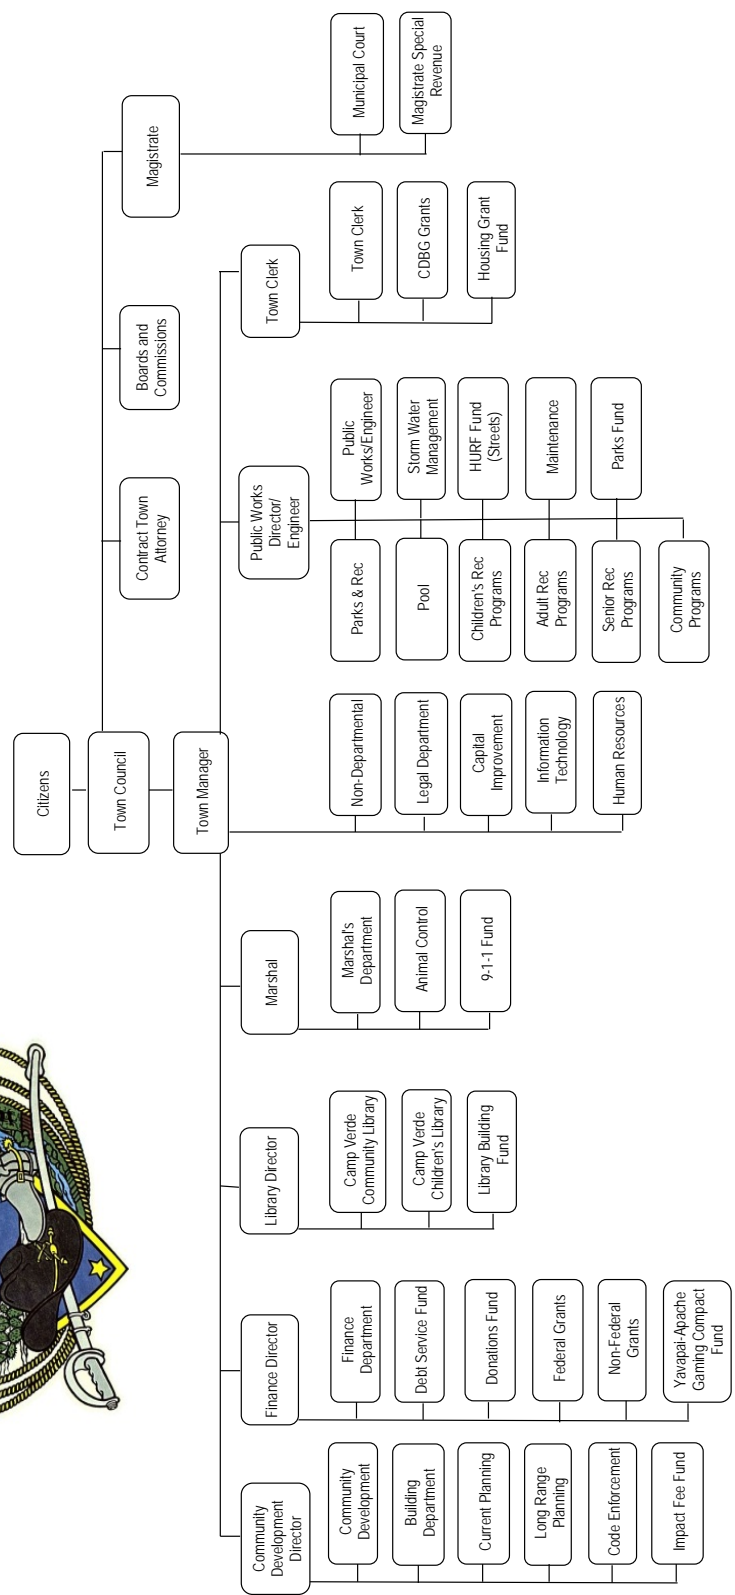 Citizens
Town Council
Town Manager
Contract Town
Attorney
Boards and
Commissions
Magistrate
Municipal Court
Magistrate Special
Revenue
Community
Development
Director
Community
Development
Building
Department
Current Planning
Long Range
Planning
Code Enforcement
Impact Fee Fund
Finance Director
Finance
Department
Debt Service Fund
Donations Fund
Federal Grants
Non-Federal
Grants
Yavapai-Apache
Gaming Compact
Fund
Library Director
Camp Verde
Community Library
Camp Verde
Children's Library
Library Building
Fund
Marshal
Marshal's
Department
Animal Control
9-1-1 Fund
Non-Departmental
Legal Department
Capital
Improvement
Information
Technology
Human Resources
Public Works
Director/
Engineer
Parks & Rec
Pool
Children's Rec
Programs
Adult Rec
Programs
Senior Rec
Programs
Community
Programs
Public
Works/Engineer
Storm Water
Management
HURF Fund
(Streets)
Maintenance
Parks Fund
Town Clerk
Town Clerk
CDBG Grants
Housing Grant
Fund